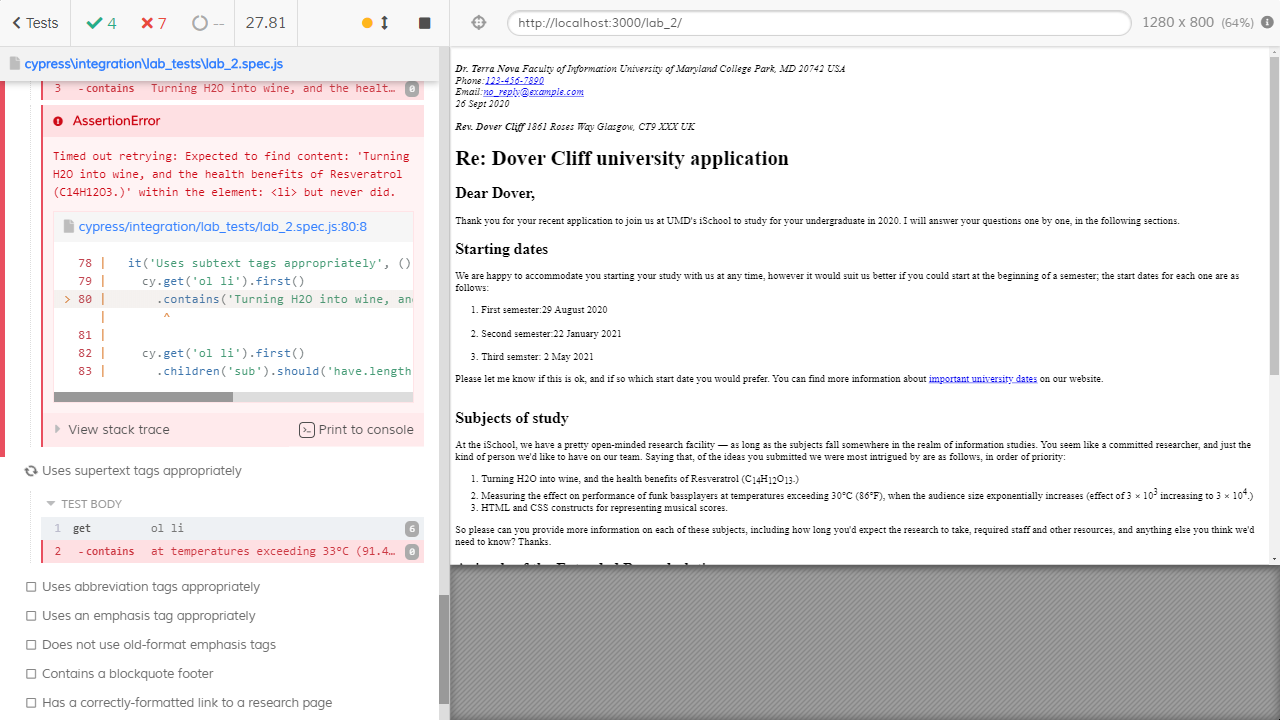 Tests
4
7
--
27.81
http://localhost:3000/lab_2/
1280 x 800 (64%)
cypress\integration\lab_tests\lab_2.spec.js
3 - contains Turning H2O into wine, and the healt… 0
AssertionError
Timed out retrying: Expected to find content: 'Turning
H2O into wine, and the health benefits of Resveratrol
(C14H12O3.)' within the element: <li> but never did.
cypress/integration/lab_tests/lab_2.spec.js:80:8
78 | it('Uses subtext tags appropriately', ()
79 | cy.get('ol li').first()
> 80 | .contains('Turning H2O into wine, an
| ^
81 |
82 | cy.get('ol li').first()
83 | .children('sub').should('have.length
View stack trace
Print to console
Uses supertext tags appropriately
TEST BODY
1 get ol li 6
2 - contains at temperatures exceeding 33°C (91.4… 0
Uses abbreviation tags appropriately
Uses an emphasis tag appropriately
Does not use old-format emphasis tags
Contains a blockquote footer
Has a correctly-formatted link to a research page
Dr. Terra Nova Faculty of Information University of Maryland College Park, MD 20742 USA
Phone:123-456-7890
Email:no_reply@example.com
26 Sept 2020
Rev. Dover Cliff 1861 Roses Way Glasgow, CT9 XXX UK
Re: Dover Cliff university application
Dear Dover,
Thank you for your recent application to join us at UMD's iSchool to study for your undergraduate in 2020. I will answer your questions one by one, in the following sections.
Starting dates
We are happy to accommodate you starting your study with us at any time, however it would suit us better if you could start at the beginning of a semester; the start dates for each one are as
follows:
1. First semester:29 August 2020
2. Second semester:22 January 2021
3. Third semster: 2 May 2021
Please let me know if this is ok, and if so which start date you would prefer. You can find more information about important university dates on our website.
Subjects of study
At the iSchool, we have a pretty open-minded research facility — as long as the subjects fall somewhere in the realm of information studies. You seem like a committed researcher, and just the
kind of person we'd like to have on our team. Saying that, of the ideas you submitted we were most intrigued by are as follows, in order of priority:
1. Turning H2O into wine, and the health benefits of Resveratrol (C14H12O13.)
2. Measuring the effect on performance of funk bassplayers at temperatures exceeding 30°C (86°F), when the audience size exponentially increases (effect of 3 × 10³ increasing to 3 × 10⁴.)
3. HTML and CSS constructs for representing musical scores.
So please can you provide more information on each of these subjects, including how long you'd expect the research to take, required staff and other resources, and anything else you think we'd
need to know? Thanks.